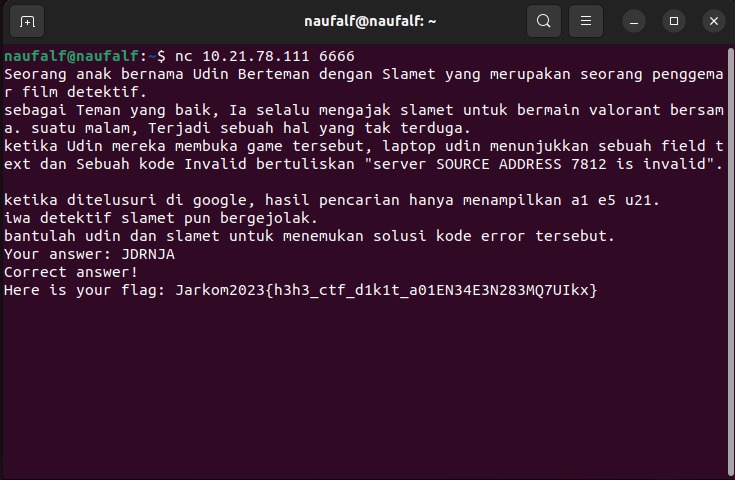 naufalf@naufalf: ~
naufalf@naufalf:~$ nc 10.21.78.111 6666
Seorang anak bernama Udin Berteman dengan Slamet yang merupakan seorang penggema
r film detektif.
sebagai Teman yang baik, Ia selalu mengajak slamet untuk bermain valorant bersam
a. suatu malam, Terjadi sebuah hal yang tak terduga.
ketika Udin mereka membuka game tersebut, laptop udin menunjukkan sebuah field t
ext dan Sebuah kode Invalid bertuliskan "server SOURCE ADDRESS 7812 is invalid".
ketika ditelusuri di google, hasil pencarian hanya menampilkan a1 e5 u21.
iwa detektif slamet pun bergejolak.
bantulah udin dan slamet untuk menemukan solusi kode error tersebut.
Your answer: JDRNJA
Correct answer!
Here is your flag: Jarkom2023{h3h3_ctf_d1k1t_a01EN34E3N283MQ7UIkx}